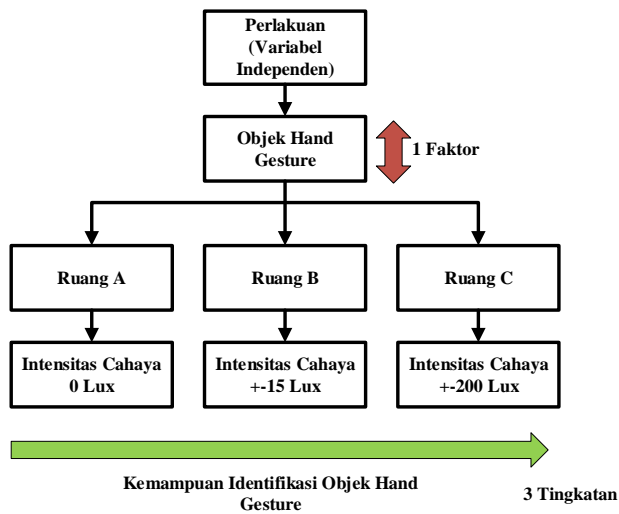 Perlakuan
(Variabel
Independen)
Objek Hand
Gesture
1 Faktor
Ruang A
Ruang B
Ruang C
Intensitas Cahaya
0 Lux
Intensitas Cahaya
+-15 Lux
Intensitas Cahaya
+-200 Lux
Kemampuan Identifikasi Objek Hand
Gesture
3 Tingkatan